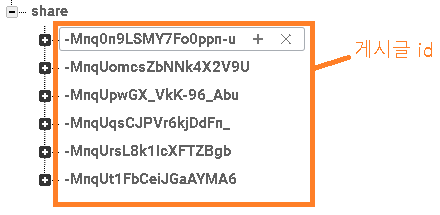 share
-Mnq0n9LSMY7Fo0ppn-u
-MnqUomcsZbNNk4X2V9U
-MnqUpwGX_VkK-96_Abu
-MnqUqsCJPVr6kjDdFn_
-MnqUrsL8k1IcXFTZBgb
-MnqUt1FbCeiJGaAYMA6
게시글 id